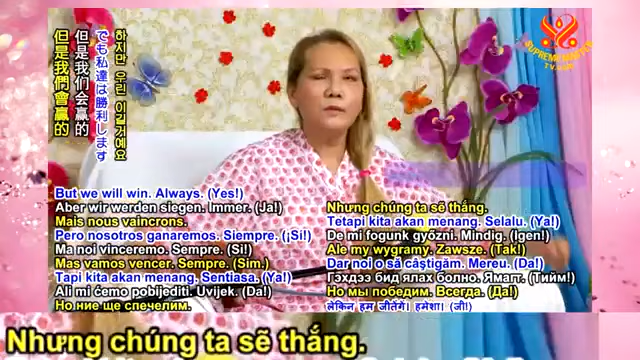 但是我們會贏的
但是我们会赢的
でも私達は勝利します
하지만 우린 이길거예요
SUPREME MASTER
TV.COM
But we will win. Always. (Yes!)
Aber wir werden siegen. Immer. (Ja!)
Mais nous vaincrons.
Pero nosotros ganaremos. Siempre. (¡Sí!)
Ma noi vinceremo. Sempre. (Sì!)
Mas vamos vencer. Sempre. (Sim.)
Tapi kita akan menang. Sentiasa. (Ya!)
Ali mi ćemo pobijediti. Uvijek. (Da!)
Но ние ще спечелим.
Nhưng chúng ta sẽ thắng.
Tetapi kita akan menang. Selalu. (Ya!)
De mi fogunk győzni. Mindig. (Igen!)
Ale my wygramy. Zawsze. (Tak!)
Dar noi o să câştigăm. Mereu. (Da!)
Гэхдээ бид ялах болно. Ямагт. (Тийм!)
Но мы победим. Всегда. (Да!)
लेकिन हम जीतेंगे। हमेशा। (जी!)
Nhưng chúng ta sẽ thắng.